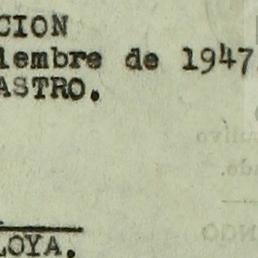 CION
iembre de 1947
ASTRO.
LOYA.